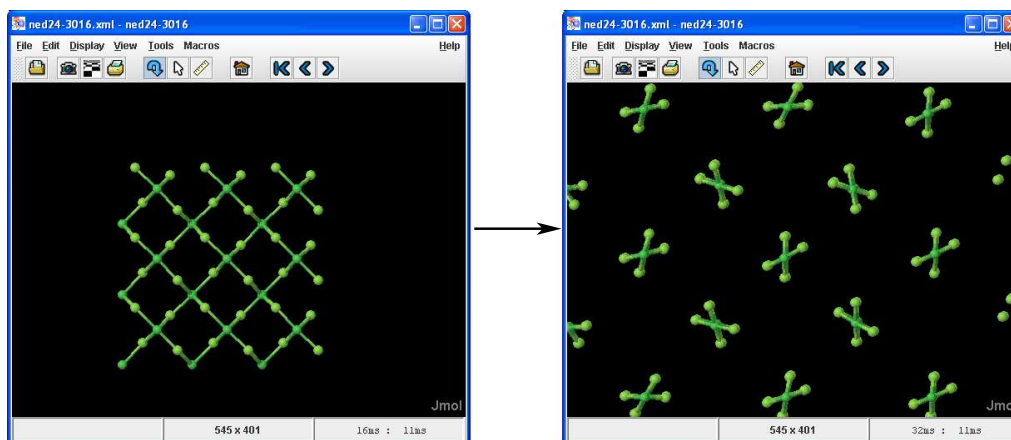 ned24-3016.xml - ned24-3016
File Edit Display View Tools Macros Help
Jmol
545 x 401 16ms : 11ms
ned24-3016.xml - ned24-3016
File Edit Display View Tools Macros Help
Jmol
545 x 401 32ms : 11ms